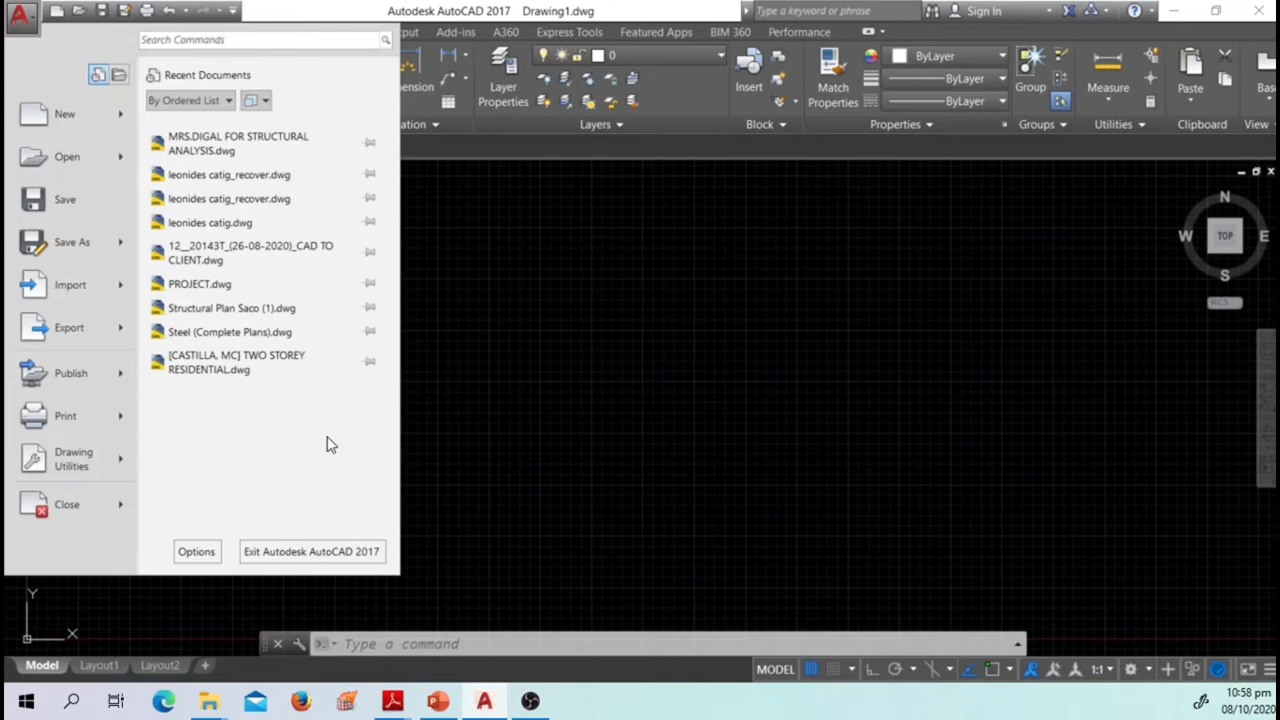 Autodesk AutoCAD 2017 Drawing1.dwg
Type a keyword or phrase
Sign In
Search Commands
put
Add-ins
A360
Express Tools
Featured Apps
BIM 360
Performance
Recent Documents
By Ordered List
New
Open
Save
Save As
Import
Export
Publish
Print
Drawing
Utilities
Close
MRS.DIGAL FOR STRUCTURAL
ANALYSIS.dwg
leonides catig_recover.dwg
leonides catig_recover.dwg
leonides catig.dwg
12__20143T_(26-08-2020)_CAD TO
CLIENT.dwg
PROJECT.dwg
Structural Plan Saco (1).dwg
Steel (Complete Plans).dwg
[CASTILLA, MC] TWO STOREY
RESIDENTIAL.dwg
Options
Exit Autodesk AutoCAD 2017
mension
ation
Layer
Properties
0
Layers
Insert
Block
Match
Properties
ByLayer
ByLayer
ByLayer
Properties
Group
Groups
Measure
Utilities
Paste
Clipboard
Base
View
N
W
TOP
E
S
WCS
Y
X
Type a command
Model
Layout1
Layout2
MODEL
1:1
10:58 pm
08/10/2020